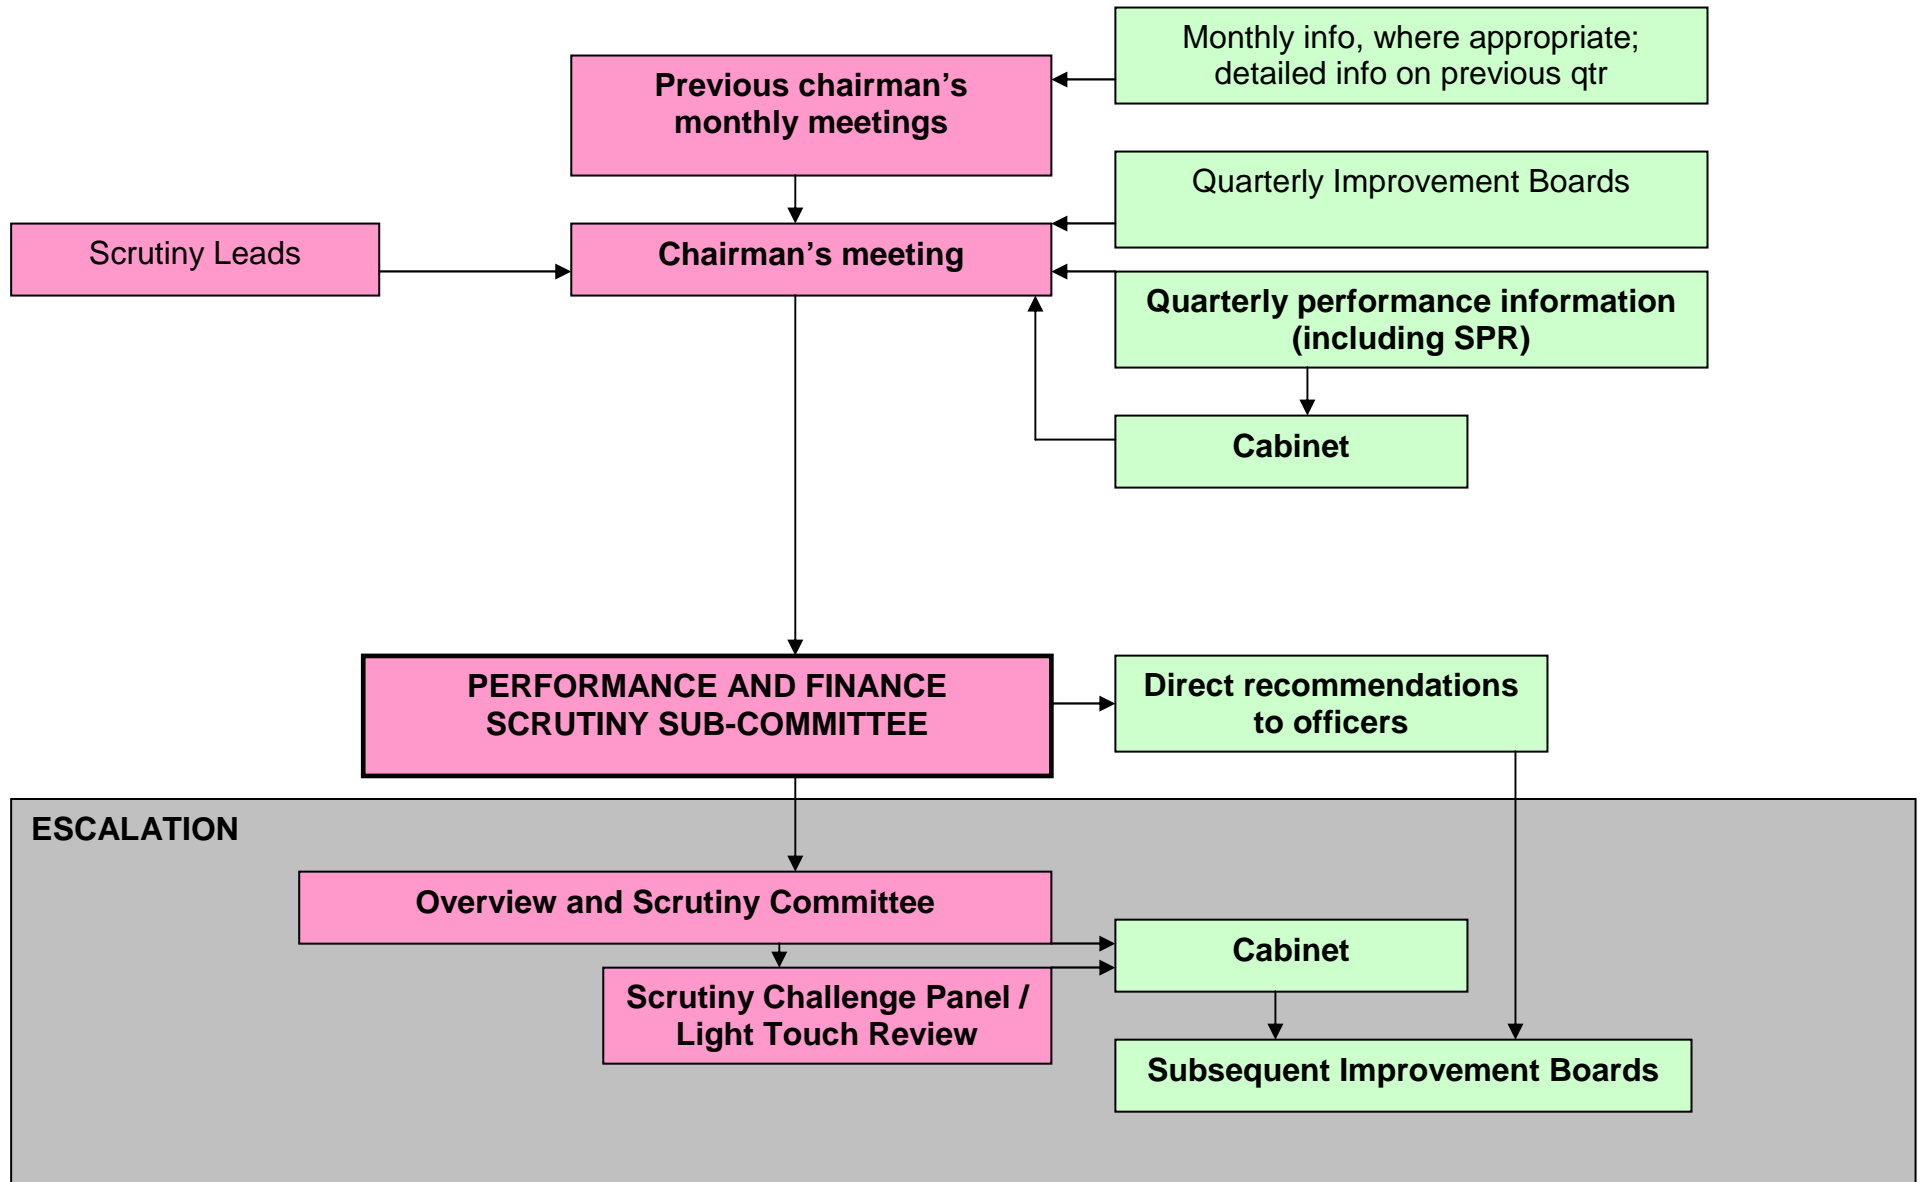 Monthly info, where appropriate;
detailed info on previous qtr
Previous chairman’s
monthly meetings
Quarterly Improvement Boards
Scrutiny Leads
Chairman’s meeting
Quarterly performance information
(including SPR)
Cabinet
PERFORMANCE AND FINANCE
SCRUTINY SUB-COMMITTEE
Direct recommendations
to officers
ESCALATION
Overview and Scrutiny Committee
Cabinet
Scrutiny Challenge Panel /
Light Touch Review
Subsequent Improvement Boards